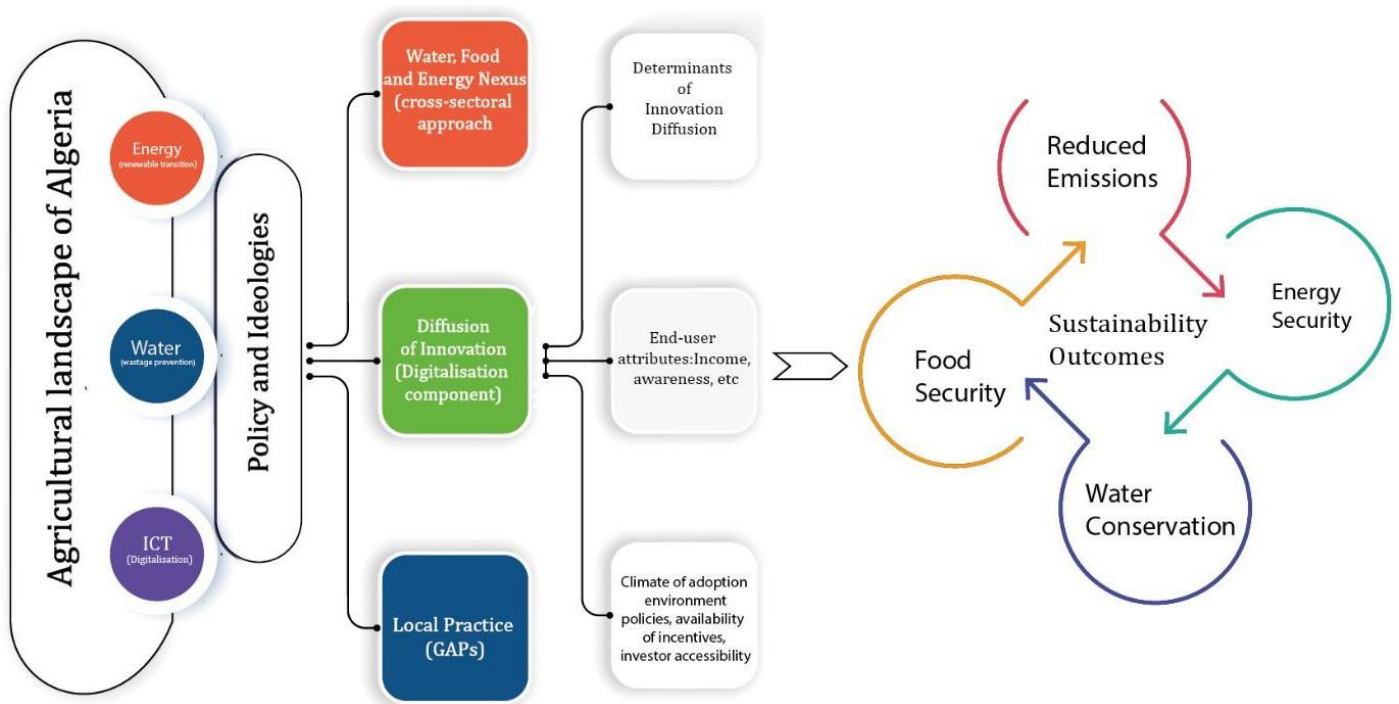 Agricultural landscape of Algeria
Energy
(renewable transition)
Water
(wastage prevention)
ICT
(Digitalisation)
Policy and Ideologies
Water, Food
and Energy Nexus
(cross-sectoral
approach
Diffusion
of Innovation
(Digitalisation
component)
Local Practice
(GAPs)
Determinants
of
Innovation
Diffusion
End-user
attributes:Income,
awareness, etc
Climate of adoption
environment
policies, availability
of incentives,
investor accessibility
Reduced
Emissions
Energy
Security
Sustainability
Outcomes
Food
Security
Water
Conservation